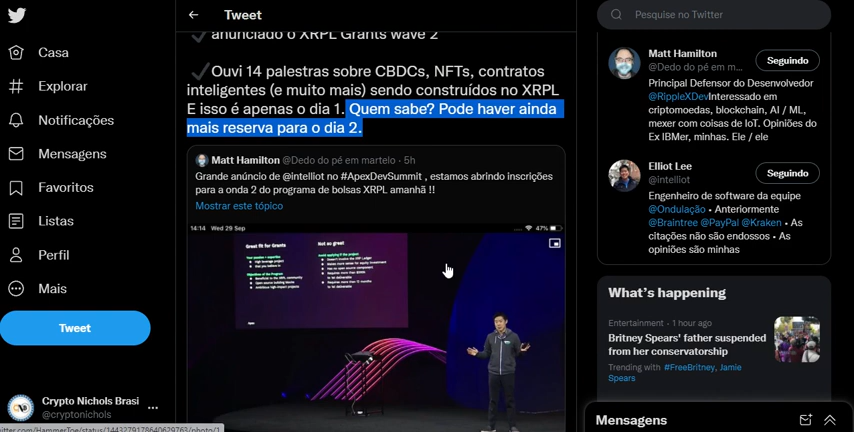 Tweet
Pesquise no Twitter
anunciado o XRPL Grants wave 2
Ouvi 14 palestras sobre CBDCs, NFTs, contratos
inteligentes (e muito mais) sendo construídos no XRPL
E isso é apenas o dia 1. Quem sabe? Pode haver ainda
mais reserva para o dia 2.
Matt Hamilton @Dedo do pé em martelo · 5h
Grande anúncio de @intelliot no #ApexDevSummit , estamos abrindo inscrições
para a onda 2 do programa de bolsas XRPL amanhã !!
Mostrar este tópico
14:14 Wed 29 Sep
47%
Great fit for Grants
Not so great!
Casa
Explorar
Notificações
Mensagens
Favoritos
Listas
Perfil
Mais
Tweet
Crypto Nichols Brasi
@cryptonichols
Matt Hamilton
@Dedo do pé em m...
Seguindo
Principal Defensor do Desenvolvedor
@RippleXDevInteressado em
criptomoedas, blockchain, AI / ML,
mexer com coisas de IoT. Opiniões do
Ex IBMer, minhas. Ele / ele
Elliot Lee
@intelliot
Seguindo
Engenheiro de software da equipe
@Ondulação • Anteriormente
@Braintree @PayPal @Kraken • As
citações não são endossos • As
opiniões são minhas
What's happening
Entertainment · 1 hour ago
Britney Spears' father suspended
from her conservatorship
Trending with #FreeBritney, Jamie
Spears
Mensagens